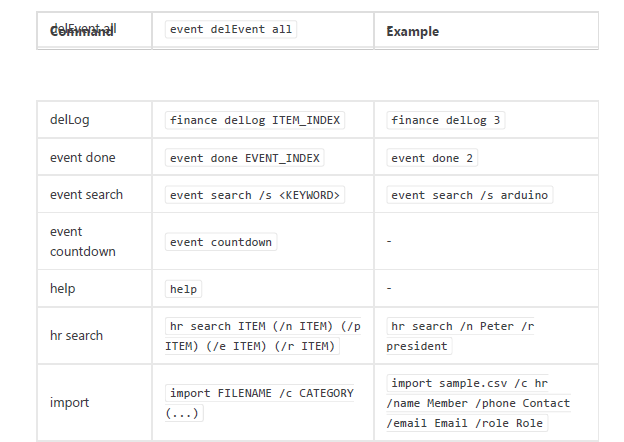 delEvent all
Command
event delEvent all
Example
delLog
finance delLog ITEM_INDEX
finance delLog 3
event done
event done EVENT_INDEX
event done 2
event search
event search /s <KEYWORD>
event search /s arduino
event
countdown
event countdown
-
help
help
-
hr search
hr search ITEM (/n ITEM) (/p
ITEM) (/e ITEM) (/r ITEM)
hr search /n Peter /r
president
import
import FILENAME /c CATEGORY
(...)
import sample.csv /c hr
/name Member /phone Contact
/email Email /role Role